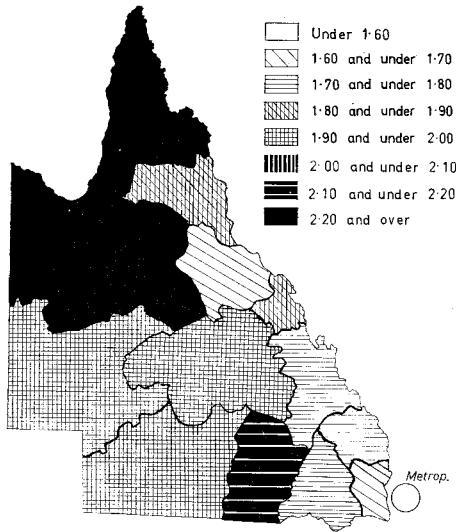 Under 1·60
1·60 and under 1·70
1·70 and under 1·80
1·80 and under 1·90
1·90 and under 2·00
2·00 and under 2·10
2·10 and under 2·20
2·20 and over
Metrop.